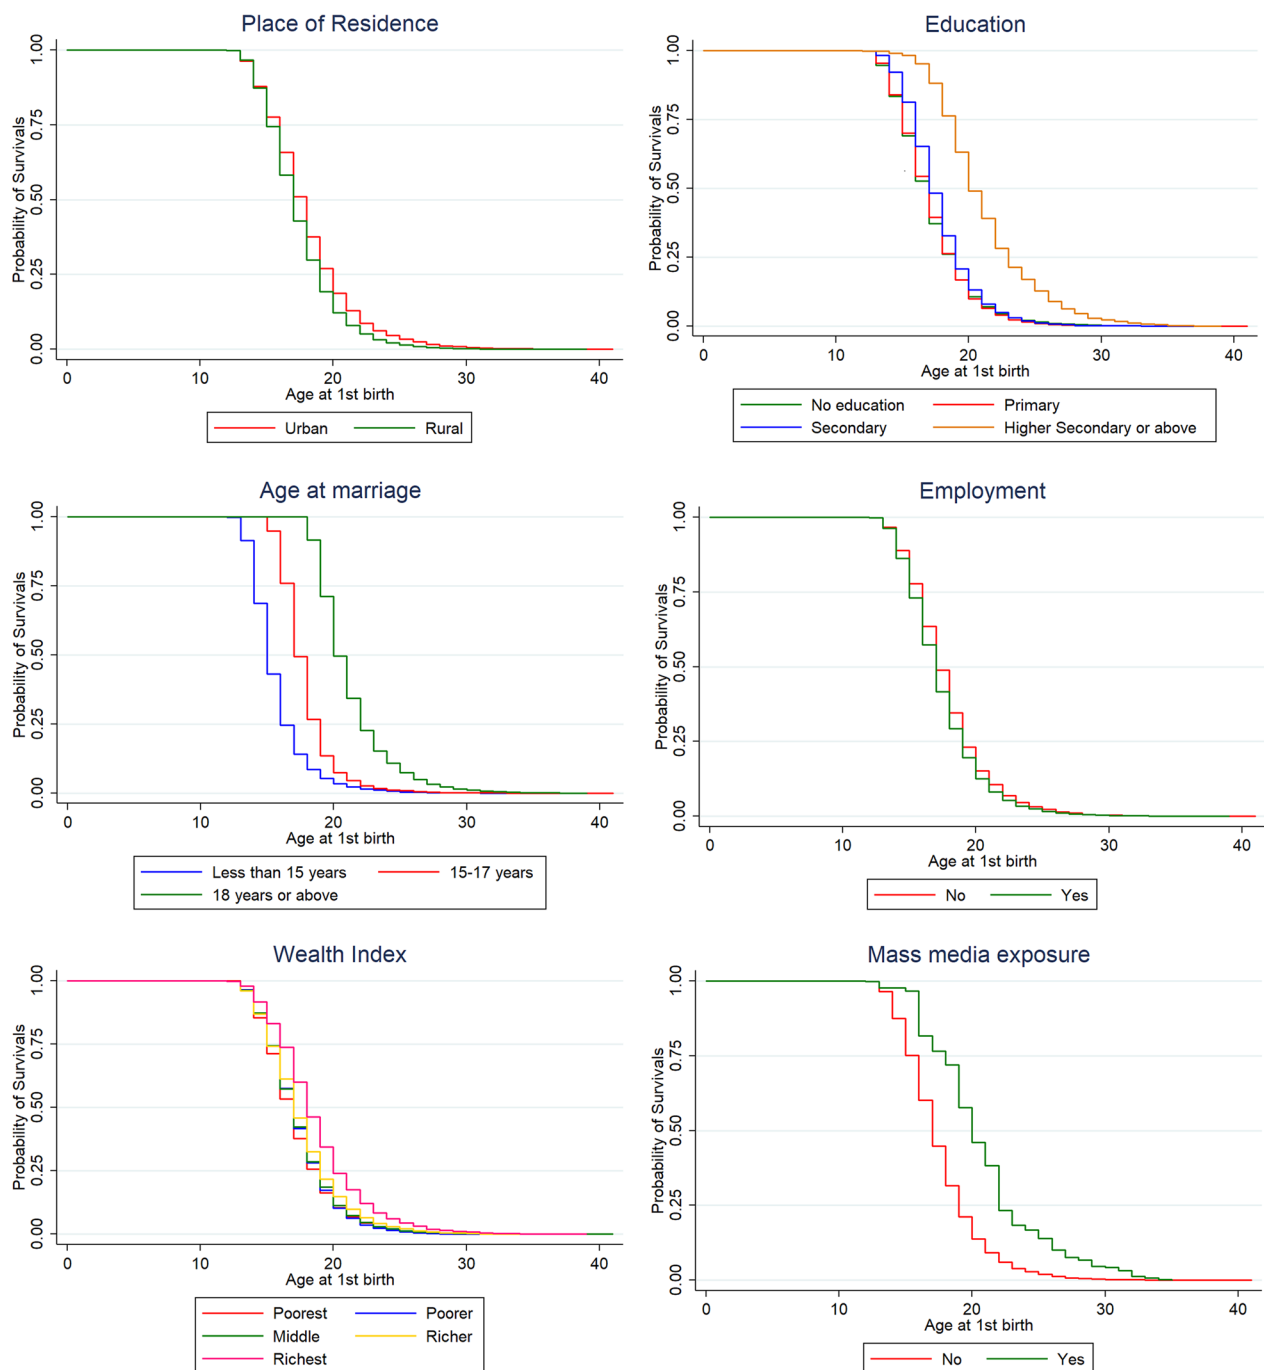 Place of Residence
Probability of Survivals
0.00 0.25 0.50 0.75 1.00
0 10 20 30 40
Age at 1st birth
Urban Rural
Education
Probability of Survivals
0.00 0.25 0.50 0.75 1.00
0 10 20 30 40
Age at 1st birth
No education Primary
Secondary Higher Secondary or above
Age at marriage
Probability of Survivals
0.00 0.25 0.50 0.75 1.00
0 10 20 30 40
Age at 1st birth
Less than 15 years 15-17 years
18 years or above
Employment
Probability of Survivals
0.00 0.25 0.50 0.75 1.00
0 10 20 30 40
Age at 1st birth
No Yes
Wealth Index
Probability of Survivals
0.00 0.25 0.50 0.75 1.00
0 10 20 30 40
Age at 1st birth
Poorest Poorer
Middle Richer
Richest
Mass media exposure
Probability of Survivals
0.00 0.25 0.50 0.75 1.00
0 10 20 30 40
Age at 1st birth
No Yes